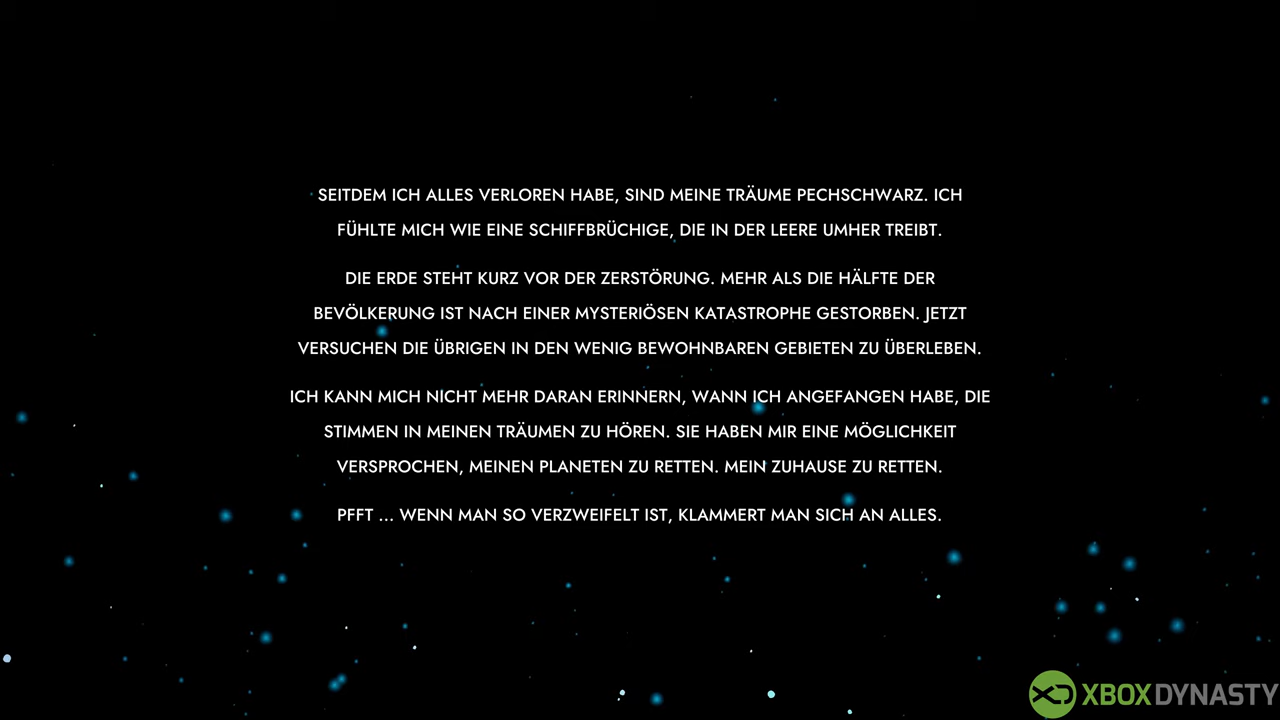 SEITDEM ICH ALLES VERLOREN HABE, SIND MEINE TRÄUME PECHSCHWARZ. ICH
FÜHLTE MICH WIE EINE SCHIFFBRÜCHIGE, DIE IN DER LEERE UMHER TREIBT.
DIE ERDE STEHT KURZ VOR DER ZERSTÖRUNG. MEHR ALS DIE HÄLFTE DER
BEVÖLKERUNG IST NACH EINER MYSTERIÖSEN KATASTROPHE GESTORBEN. JETZT
VERSUCHEN DIE ÜBRIGEN IN DEN WENIG BEWOHNBAREN GEBIETEN ZU ÜBERLEBEN.
ICH KANN MICH NICHT MEHR DARAN ERINNERN, WANN ICH ANGEFANGEN HABE, DIE
STIMMEN IN MEINEN TRÄUMEN ZU HÖREN. SIE HABEN MIR EINE MÖGLICHKEIT
VERSPROCHEN, MEINEN PLANETEN ZU RETTEN. MEIN ZUHAUSE ZU RETTEN.
PFFT ... WENN MAN SO VERZWEIFELT IST, KLAMMERT MAN SICH AN ALLES.
XBOXDYNASTY